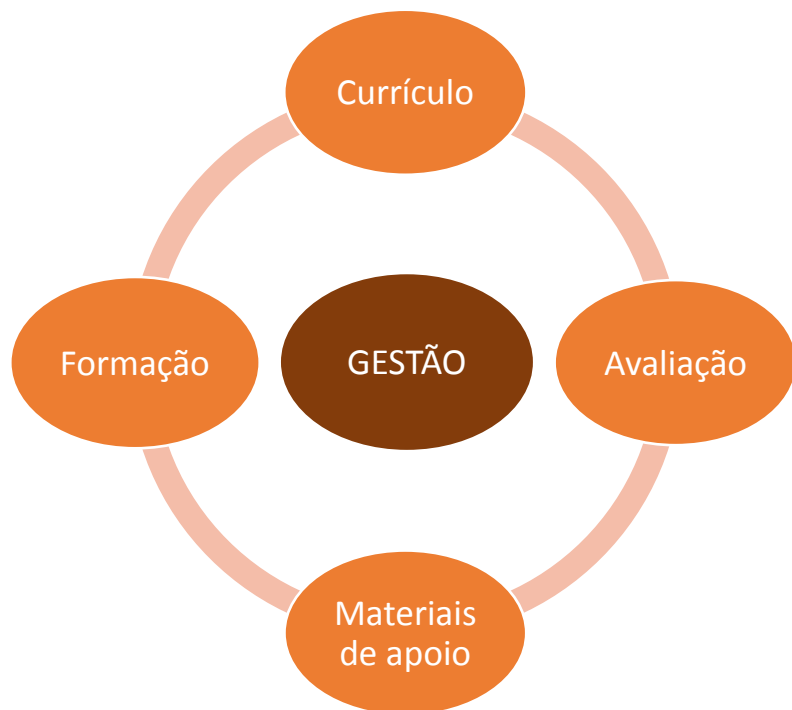 Currículo
Formação
GESTÃO
Avaliação
Materiais
de apoio